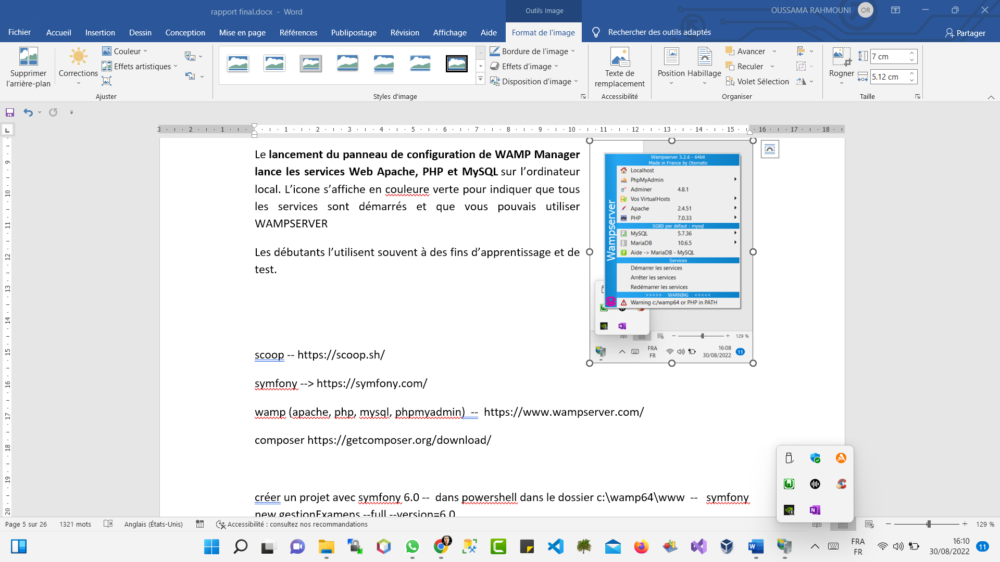 rapport final.docx - Word
Outils Image
OUSSAMA RAHMOUNI
OR
Fichier
Accueil
Insertion
Dessin
Conception
Mise en page
Références
Publipostage
Révision
Affichage
Aide
Format de l'image
Rechercher des outils adaptés
Partager
Supprimer
l'arrière-plan
Corrections
Couleur
Effets artistiques
Ajuster
Styles d'image
Bordure de l'image
Effets d'image
Disposition d'image
Texte de
remplacement
Accessibilité
Position
Habillage
Avancer
Reculer
Volet Sélection
Organiser
Rogner
7 cm
5.12 cm
Taille
3 2 1 1 2 3 4 5 6 7 8 9 10 11 12 13 14 15 16 17 18
9
10
11
12
13
14
15
16
17
18
19
20
Le lancement du panneau de configuration de WAMP Manager
lance les services Web Apache, PHP et MySQL sur l'ordinateur
local. L'icone s'affiche en couleure verte pour indiquer que tous
les services sont démarrés et que vous pouvais utiliser
WAMPSERVER
Les débutants l'utilisent souvent à des fins d'apprentissage et de
test.
Wampserver 3.2.6 - 64bit
Made in France by Otomatic
Wampserver
Localhost
PhpMyAdmin
Adminer 4.8.1
Vos VirtualHosts
Apache 2.4.51
PHP 7.0.33
SGBD par défaut : mysql
MySQL 5.7.36
MariaDB 10.6.5
Aide -> MariaDB - MySQL
Services
Démarrer les services
Arrêter les services
Redémarrer les services
>>>>> WARNING <<<<<
Warning c:/wamp64 or PHP in PATH
129 %
FRA
FR
16:08
30/08/2022
11
scoop -- https://scoop.sh/
symfony --> https://symfony.com/
wamp (apache, php, mysql, phpmyadmin) -- https://www.wampserver.com/
composer https://getcomposer.org/download/
créer un projet avec symfony 6.0 -- dans powershell dans le dossier c:\wamp64\www -- symfony
new gestionExamens --full --version=6.0
Page 5 sur 26
1321 mots
Anglais (États-Unis)
Accessibilité : consultez nos recommandations
129 %
FRA
FR
16:10
30/08/2022
11